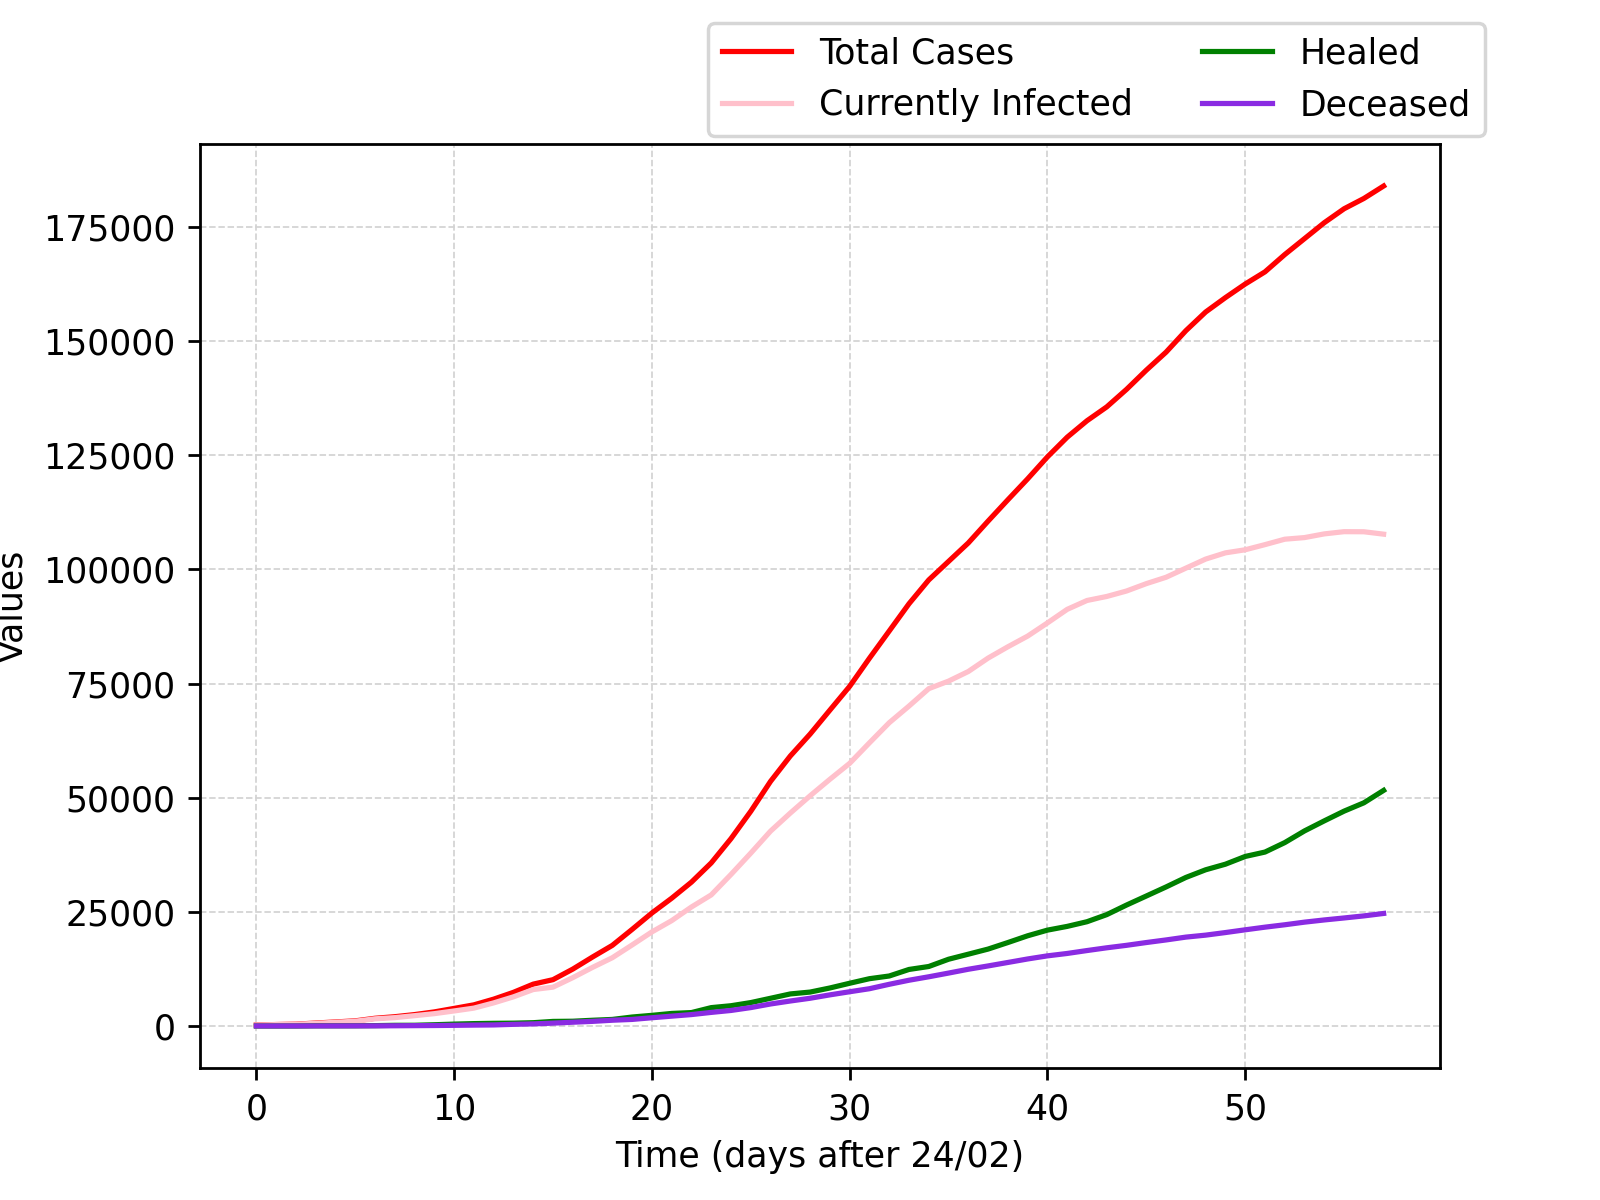 Total Cases
Currently Infected
Healed
Deceased
175000
150000
125000
100000
75000
50000
25000
0
Values
0 10 20 30 40 50
Time (days after 24/02)